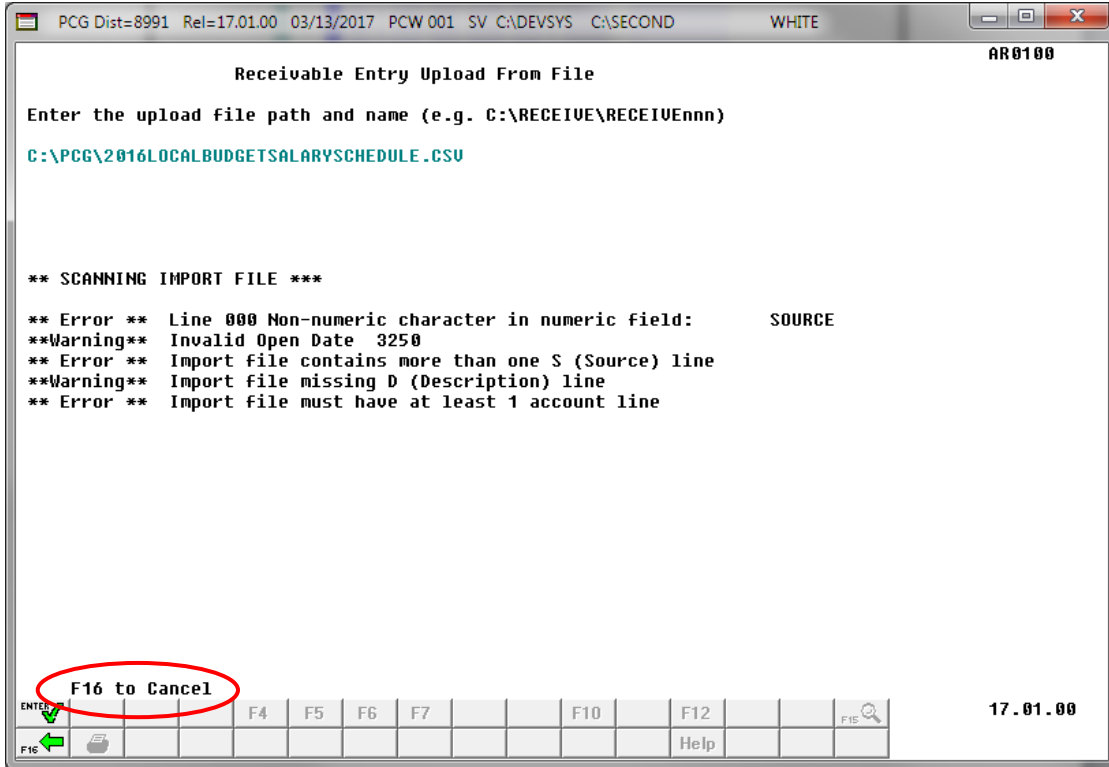 PCG Dist=8991 Rel=17.01.00 03/13/2017 PCW 001 SV C:\DEVSYS C:\SECOND WHITE
AR0100
Receivable Entry Upload From File
Enter the upload file path and name (e.g. C:\RECEIVE\RECEIVEnnn)
C:\PCG\2016LOCALBUDGETSALARYSCHEDULE.CSV
** SCANNING IMPORT FILE ***
** Error ** Line 000 Non-numeric character in numeric field: SOURCE
**Warning** Invalid Open Date 3250
** Error ** Import file contains more than one S (Source) line
**Warning** Import file missing D (Description) line
** Error ** Import file must have at least 1 account line
F16 to Cancel
ENTER F4 F5 F6 F7 F10 F12 F15 17.01.00
F16 Help